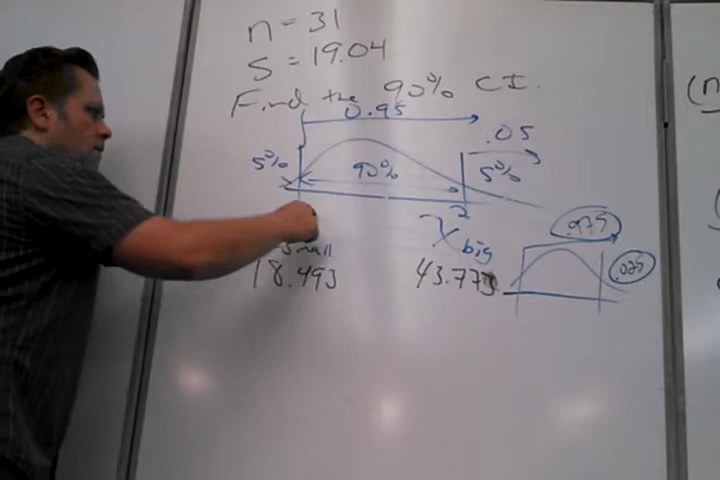 n = 31
s = 19.04
Find the 90% CI.
0.95
.05
5% 90% 5%
χ² big
small
18.493 43.773
.975
.025
(n